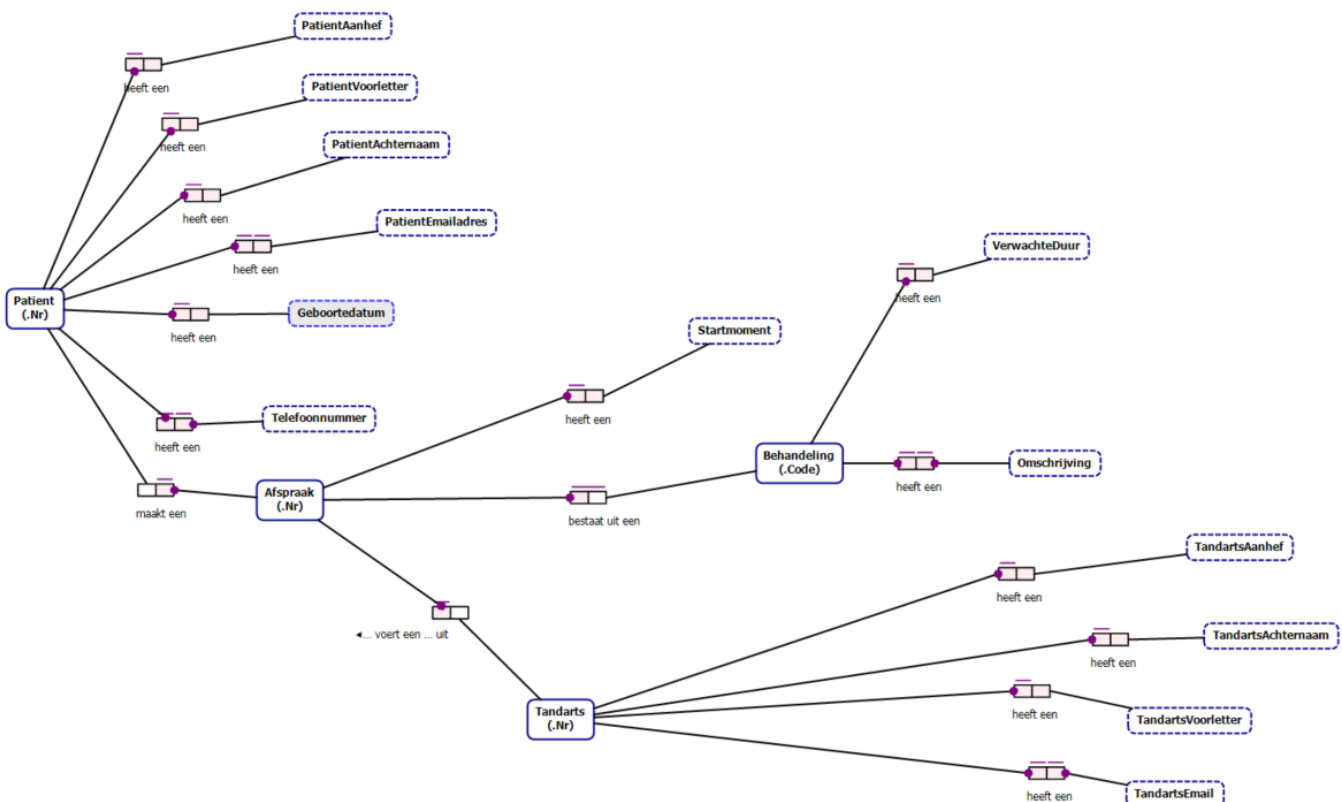 PatientAanhef
heeft een
PatientVoorletter
heeft een
PatientAchternaam
heeft een
PatientEmailadres
heeft een
VerwachteDuur
heeft een
Patient
(.Nr)
Geboortedatum
heeft een
Startmoment
heeft een
Telefoonnummer
heeft een
Behandeling
(.Code)
Omschrijving
heeft een
Afspraak
(.Nr)
maakt een
bestaat uit een
TandartsAanhef
heeft een
◄... voert een ... uit
TandartsAchternaam
heeft een
Tandarts
(.Nr)
TandartsVoorletter
heeft een
TandartsEmail
heeft een